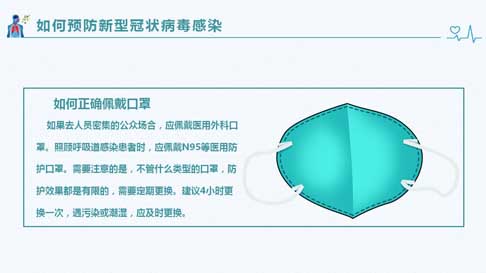 如何预防新型冠状病毒感染
如何正确佩戴口罩
如果去人员密集的公众场合，应佩戴医用外科口
罩。照顾呼吸道感染患者时，应佩戴N95等医用防
护口罩。需要注意的是，不管什么类型的口罩，防
护效果都是有限的，需要定期更换。建议4小时更
换一次，遇污染或潮湿，应及时更换。